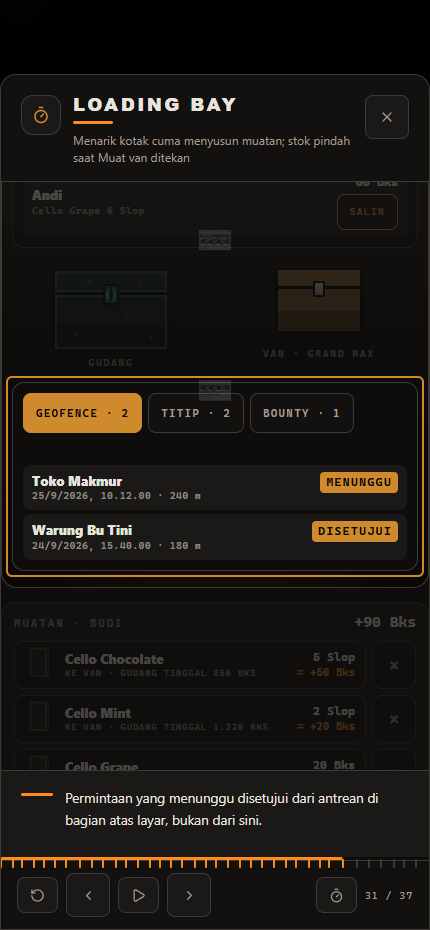 LOADING BAY
Menarik kotak cuma menyusun muatan; stok pindah
saat Muat van ditekan
Andi
Cello Grape 6 Slop
SALIN
GUDANG
VAN · GRAND MAX
GEOFENCE · 2
TITIP · 2
BOUNTY · 1
Toko Makmur
MENUNGGU
25/9/2026, 10.12.00 · 240 m
Warung Bu Tini
DISETUJUI
24/9/2026, 15.40.00 · 180 m
MUATAN · BUDI
+90 Bks
Cello Chocolate
5 Slop
KE VAN · GUDANG TINGGAL 850 BKS
= +50 Bks
Cello Mint
2 Slop
KE VAN · GUDANG TINGGAL 1.220 BKS
= +20 Bks
Cello Grape
20 Bks
Permintaan yang menunggu disetujui dari antrean di
bagian atas layar, bukan dari sini.
31 / 37